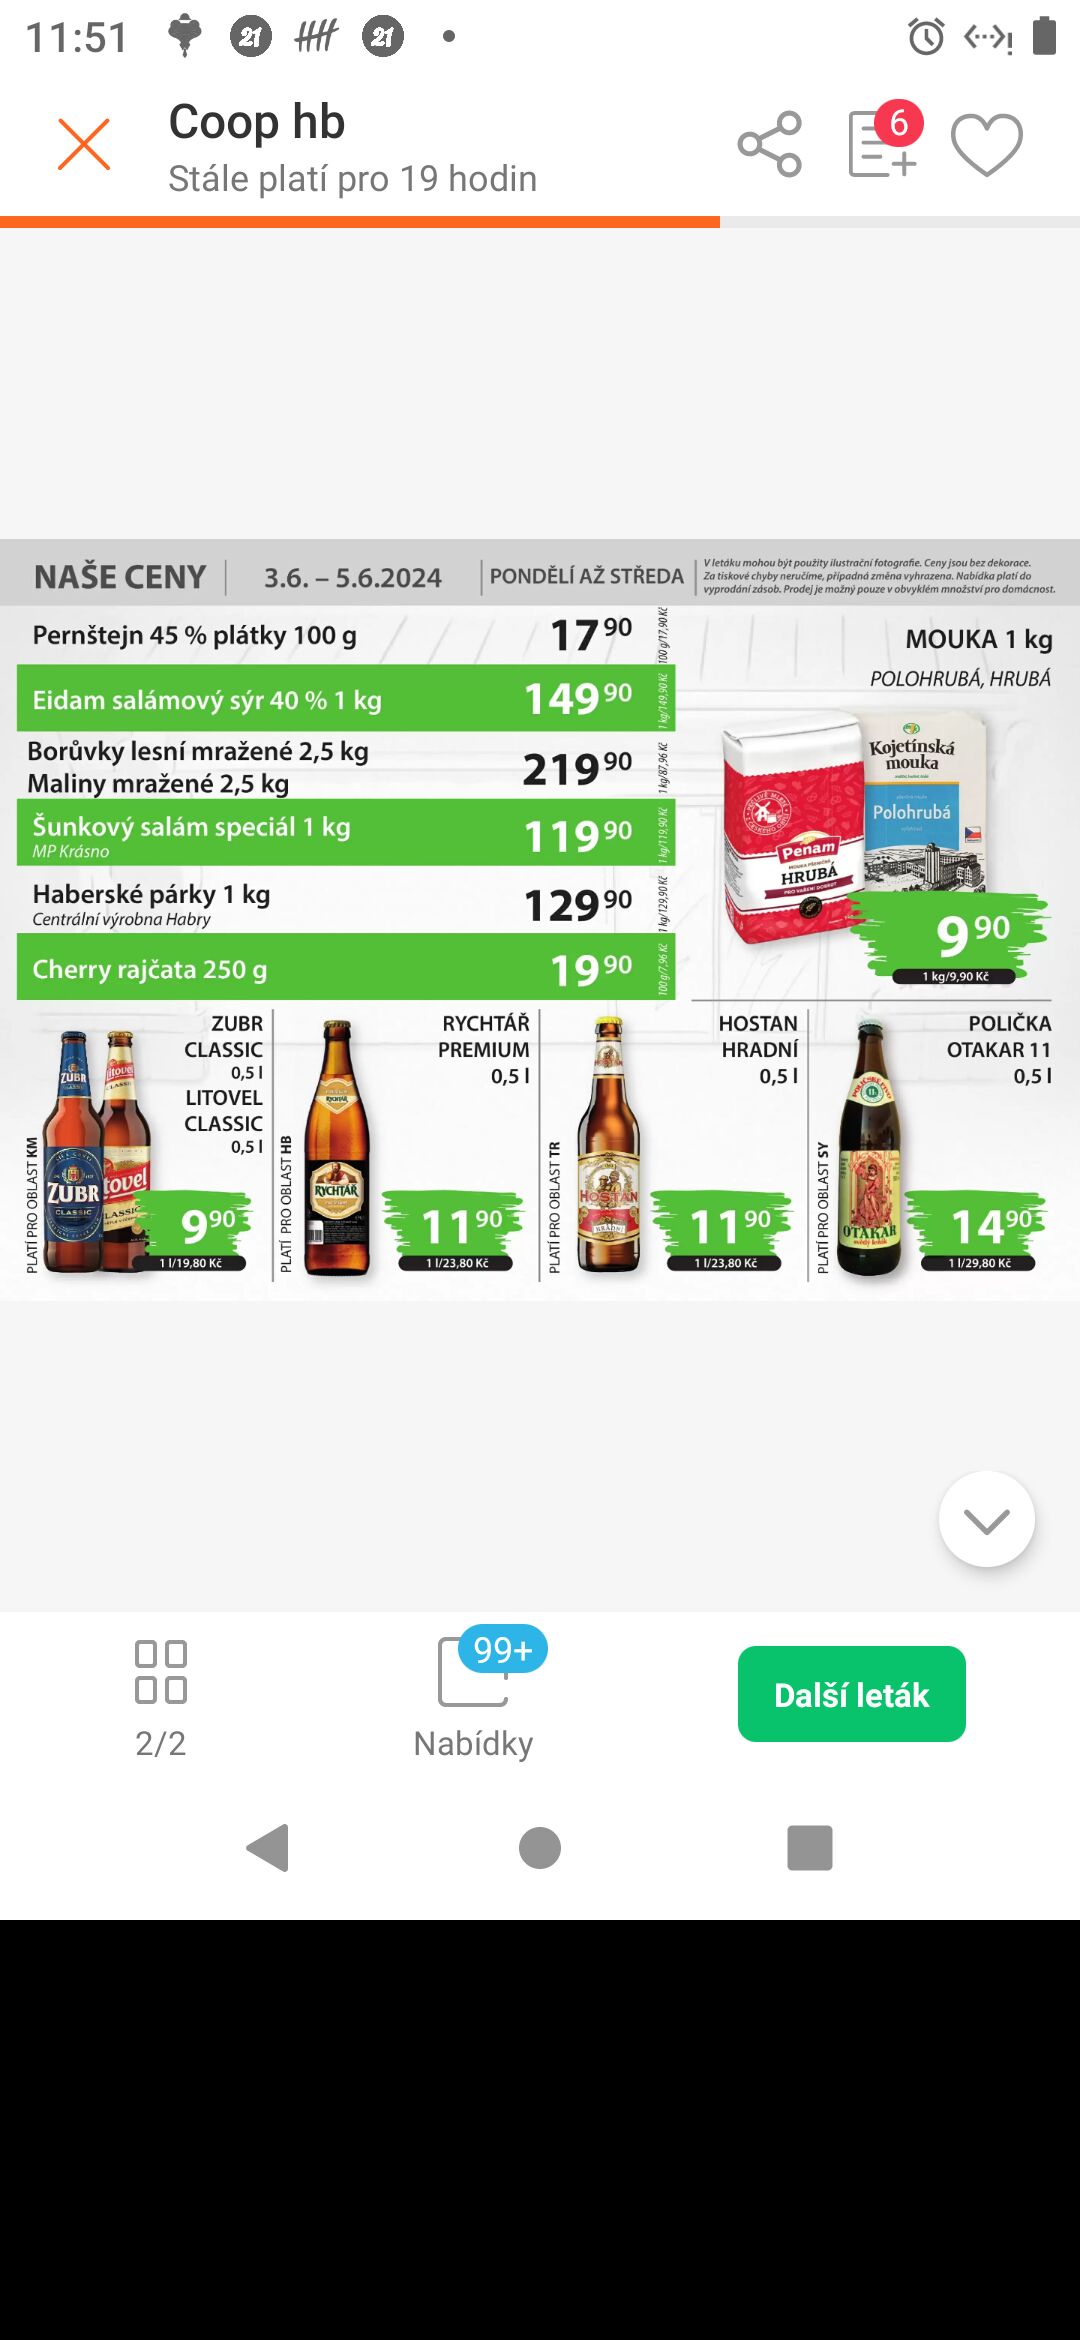 11:51
21
21
Coop hb
Stále platí pro 19 hodin
6
NAŠE CENY
3.6. – 5.6.2024
PONDĚLÍ AŽ STŘEDA
V letáku mohou být použity ilustrační fotografie. Ceny jsou bez dekorace.
Za tiskové chyby neručíme, případná změna vyhrazena. Nabídka platí do
vyprodání zásob. Prodej je možný pouze v obvyklém množství pro domácnost.
Pernštejn 45 % plátky 100 g
17 90
100 g/17,90 Kč
Eidam salámový sýr 40 % 1 kg
149 90
1 kg/149,90 Kč
Borůvky lesní mražené 2,5 kg
Maliny mražené 2,5 kg
219 90
1 kg/87,96 Kč
Šunkový salám speciál 1 kg
MP Krásno
119 90
1 kg/119,90 Kč
Haberské párky 1 kg
Centrální výrobna Habry
129 90
1 kg/129,90 Kč
Cherry rajčata 250 g
19 90
100 g/7,96 Kč
MOUKA 1 kg
POLOHRUBÁ, HRUBÁ
Penam
HRUBÁ
Kojetínská
mouka
Polohrubá
9 90
1 kg/9,90 Kč
PLATÍ PRO OBLAST KM
ZUBR
CLASSIC
0,5 l
LITOVEL
CLASSIC
0,5 l
ZUBR
ZUBR
CLASSIC
9 90
1 l/19,80 Kč
PLATÍ PRO OBLAST HB
RYCHTÁŘ
PREMIUM
0,5 l
RYCHTÁŘ
11 90
1 l/23,80 Kč
PLATÍ PRO OBLAST TR
HOSTAN
HRADNÍ
0,5 l
HOSTAN
HRADNÍ
11 90
1 l/23,80 Kč
PLATÍ PRO OBLAST SY
POLIČKA
OTAKAR 11
0,5 l
OTAKAR
14 90
1 l/29,80 Kč
2/2
99+
Nabídky
Další leták